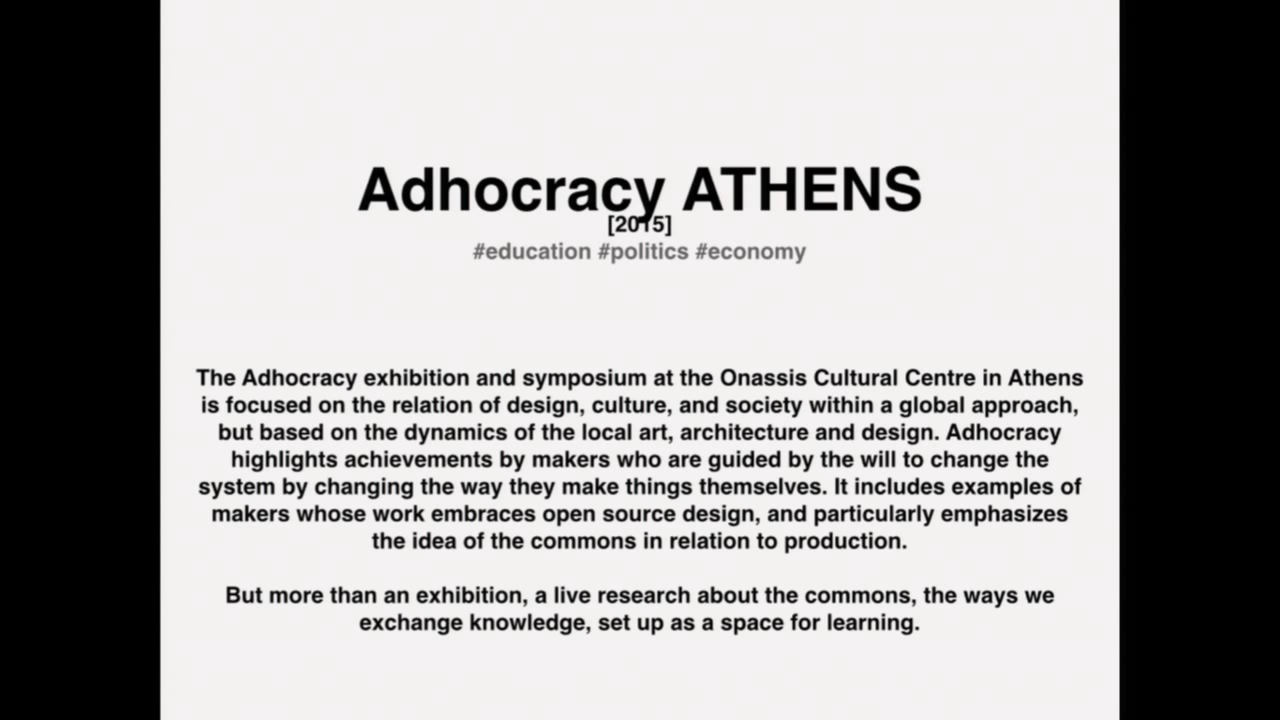 Adhocracy ATHENS
[2015]
#education #politics #economy
The Adhocracy exhibition and symposium at the Onassis Cultural Centre in Athens
is focused on the relation of design, culture, and society within a global approach,
but based on the dynamics of the local art, architecture and design. Adhocracy
highlights achievements by makers who are guided by the will to change the
system by changing the way they make things themselves. It includes examples of
makers whose work embraces open source design, and particularly emphasizes
the idea of the commons in relation to production.
But more than an exhibition, a live research about the commons, the ways we
exchange knowledge, set up as a space for learning.